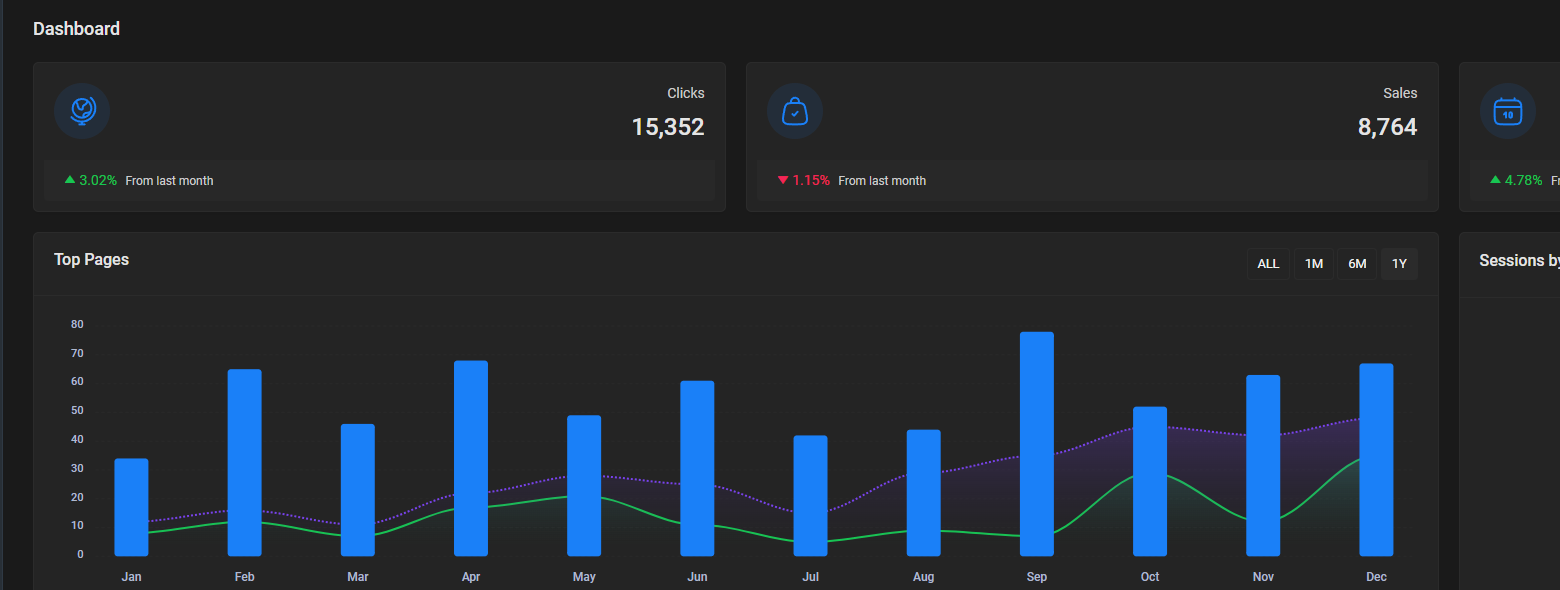 Dashboard
Clicks
15,352
3.02% From last month
Sales
8,764
1.15% From last month
10
4.78%
Top Pages
ALL 1M 6M 1Y
Sessions
80
70
60
50
40
30
20
10
0
Jan Feb Mar Apr May Jun Jul Aug Sep Oct Nov Dec